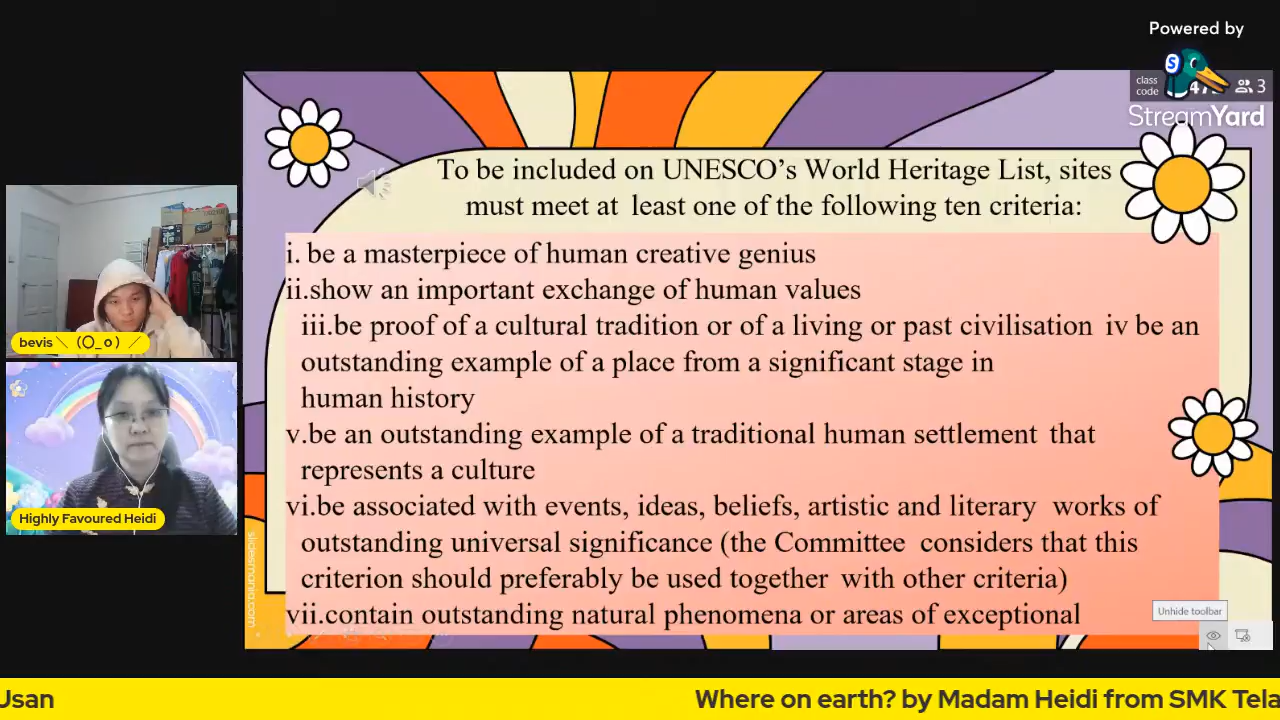 Powered by
class
code
3
StreamYard
To be included on UNESCO’s World Heritage List, sites
must meet at least one of the following ten criteria:
i. be a masterpiece of human creative genius
ii.show an important exchange of human values
iii.be proof of a cultural tradition or of a living or past civilisation iv be an
outstanding example of a place from a significant stage in
human history
v.be an outstanding example of a traditional human settlement that
represents a culture
vi.be associated with events, ideas, beliefs, artistic and literary works of
outstanding universal significance (the Committee considers that this
criterion should preferably be used together with other criteria)
vii.contain outstanding natural phenomena or areas of exceptional
bevis＼（〇_ｏ）／
Highly Favoured Heidi
slidesmania.com
Unhide toolbar
Usan
Where on earth? by Madam Heidi from SMK Tela